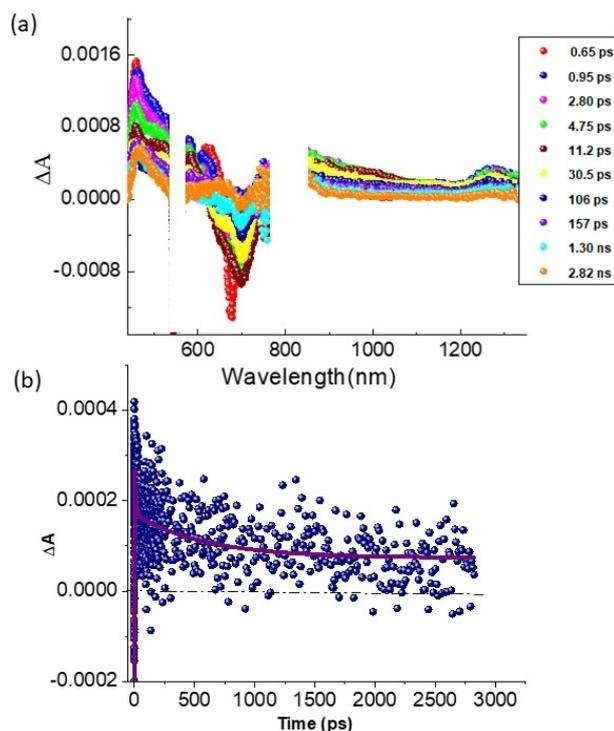 (a)
0.0016
0.0008
0.0000
-0.0008
ΔA
600
800
1000
1200
Wavelength(nm)
0.65 ps
0.95 ps
2.80 ps
4.75 ps
11.2 ps
30.5 ps
106 ps
157 ps
1.30 ns
2.82 ns
(b)
0.0004
0.0002
0.0000
-0.0002
ΔA
0
500
1000
1500
2000
2500
3000
Time (ps)